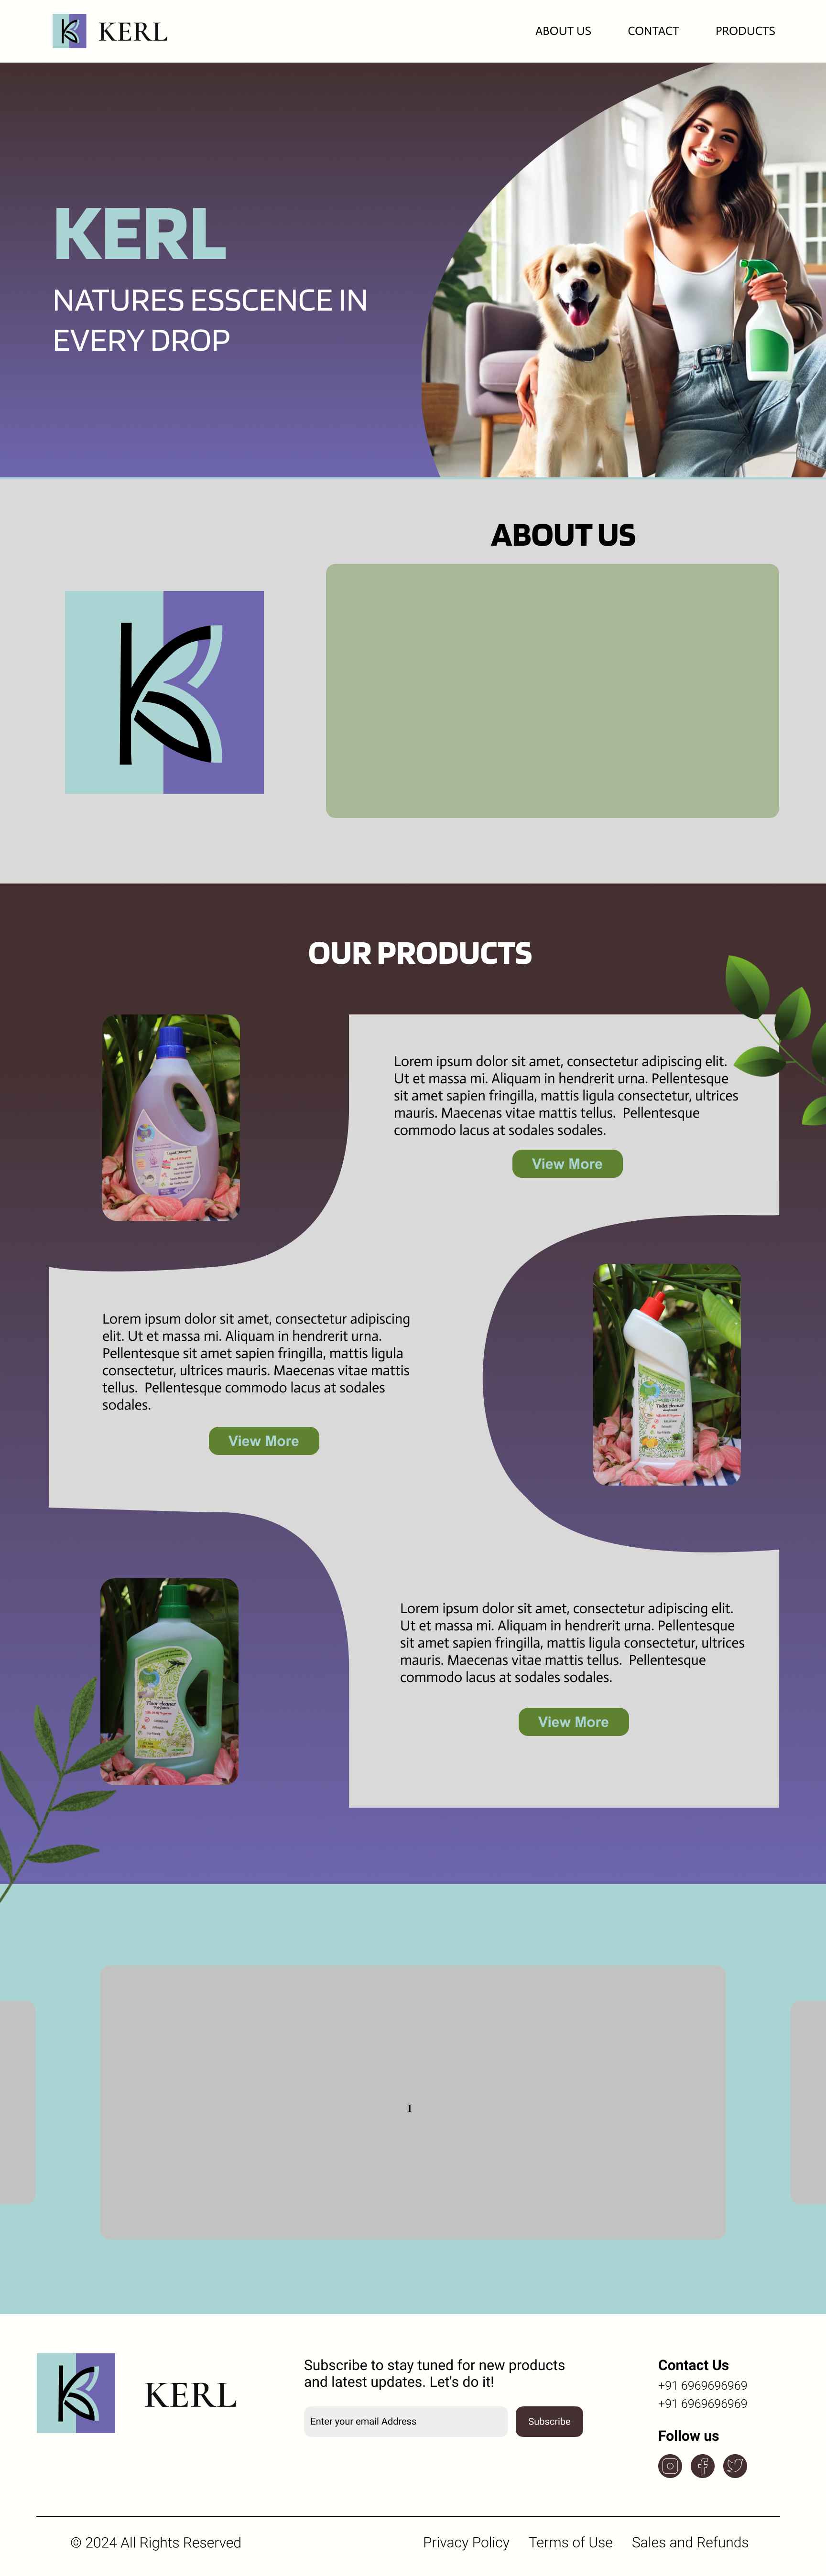 KERL
ABOUT US
CONTACT
PRODUCTS
KERL
NATURES ESSCENCE IN
EVERY DROP
ABOUT US
OUR PRODUCTS
Lorem ipsum dolor sit amet, consectetur adipiscing elit.
Ut et massa mi. Aliquam in hendrerit urna. Pellentesque
sit amet sapien fringilla, mattis ligula consectetur, ultrices
mauris. Maecenas vitae mattis tellus.  Pellentesque
commodo lacus at sodales sodales.
View More
Lorem ipsum dolor sit amet, consectetur adipiscing
elit. Ut et massa mi. Aliquam in hendrerit urna.
Pellentesque sit amet sapien fringilla, mattis ligula
consectetur, ultrices mauris. Maecenas vitae mattis
tellus.  Pellentesque commodo lacus at sodales
sodales.
View More
Toilet cleaner
Floor cleaner
Lorem ipsum dolor sit amet, consectetur adipiscing elit.
Ut et massa mi. Aliquam in hendrerit urna. Pellentesque
sit amet sapien fringilla, mattis ligula consectetur, ultrices
mauris. Maecenas vitae mattis tellus.  Pellentesque
commodo lacus at sodales sodales.
View More
I
KERL
Subscribe to stay tuned for new products
and latest updates. Let's do it!
Enter your email Address
Subscribe
Contact Us
+91 6969696969
+91 6969696969
Follow us
© 2024 All Rights Reserved
Privacy Policy
Terms of Use
Sales and Refunds